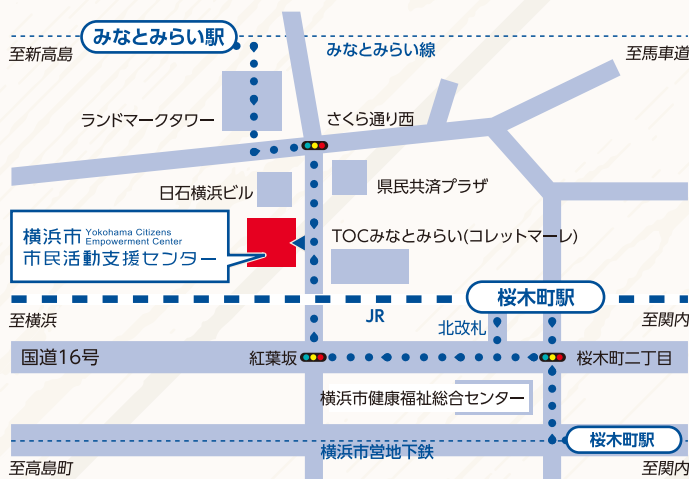 みなとみらい駅
至新高島
みなとみらい線
至馬車道
ランドマークタワー
さくら通り西
日石横浜ビル
県民共済プラザ
横浜市 Yokohama Citizens
Empowerment Center
市民活動支援センター
TOCみなとみらい(コレットマーレ)
桜木町駅
至横浜
JR
北改札
至関内
国道16号
紅葉坂
桜木町二丁目
横浜市健康福祉総合センター
桜木町駅
横浜市営地下鉄
至高島町
至関内